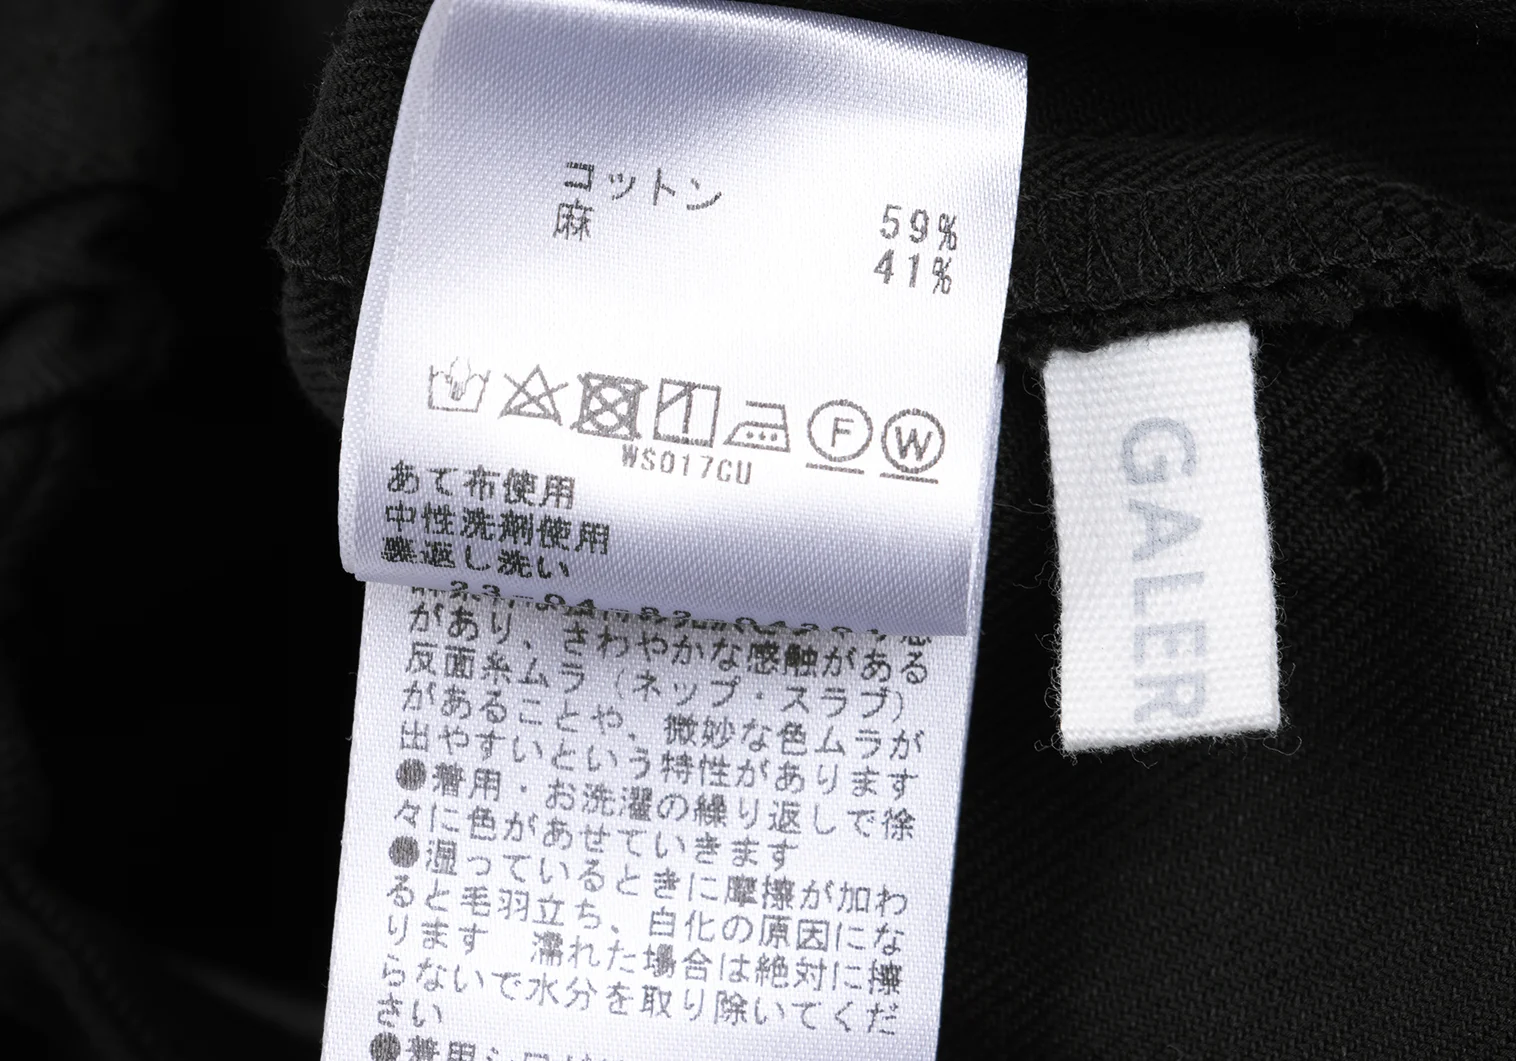 コットン 59%
麻 41%
F W
WS017CU
あて布使用
中性洗剤使用
裏返し洗い
があり、さわやかな感触がある
反面糸ムラ（ネップ・スラブ）
があることや、微妙な色ムラが
出やすいという特性があります
●着用・お洗濯の繰り返しで徐
々に色があせていきます
●湿っているときに摩擦が加わ
ると毛羽立ち、白化の原因にな
ります 濡れた場合は絶対に擦
らないで水分を取り除いてくだ
さい
●着用
GALER